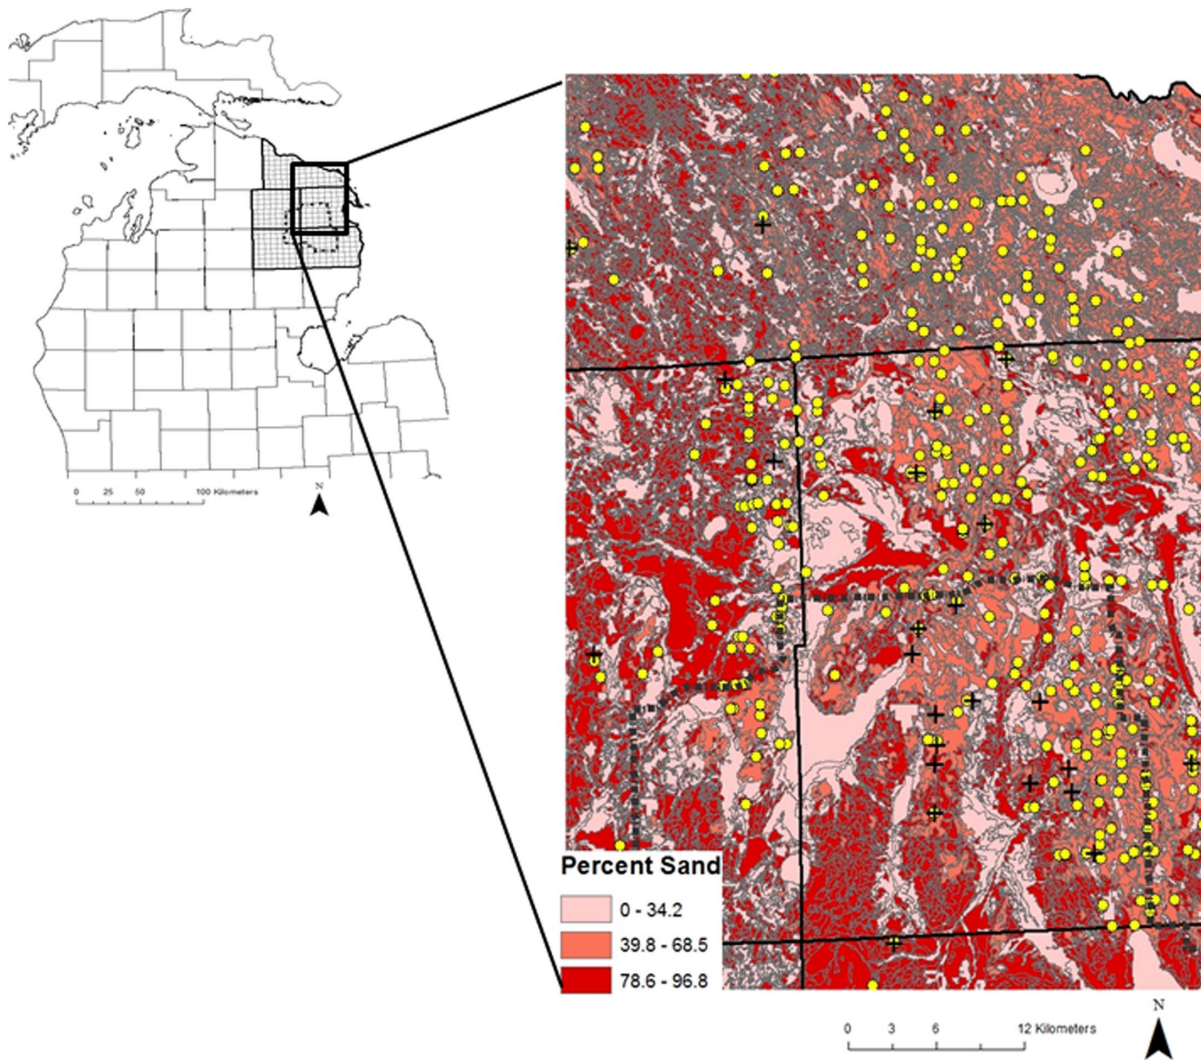 0 25 50 100 Kilometers
N
Percent Sand
0 - 34.2
39.8 - 68.5
78.6 - 96.8
N
0 3 6 12 Kilometers